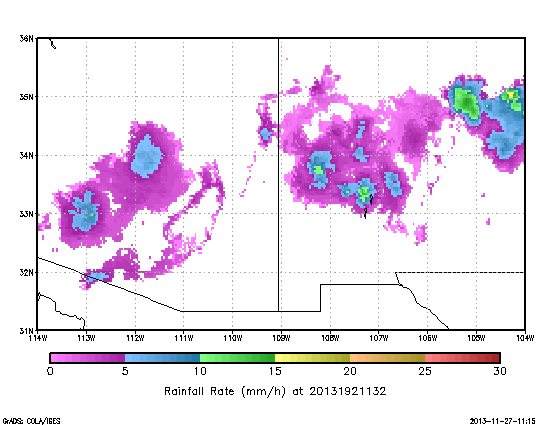 36N
35N
34N
33N
32N
31N
114W 113W 112W 111W 110W 109W 108W 107W 106W 105W 104W
0 5 10 15 20 25 30
Rainfall Rate (mm/h) at 20131921132
GrADS: COLA/IGES 2013-11-27-11:15